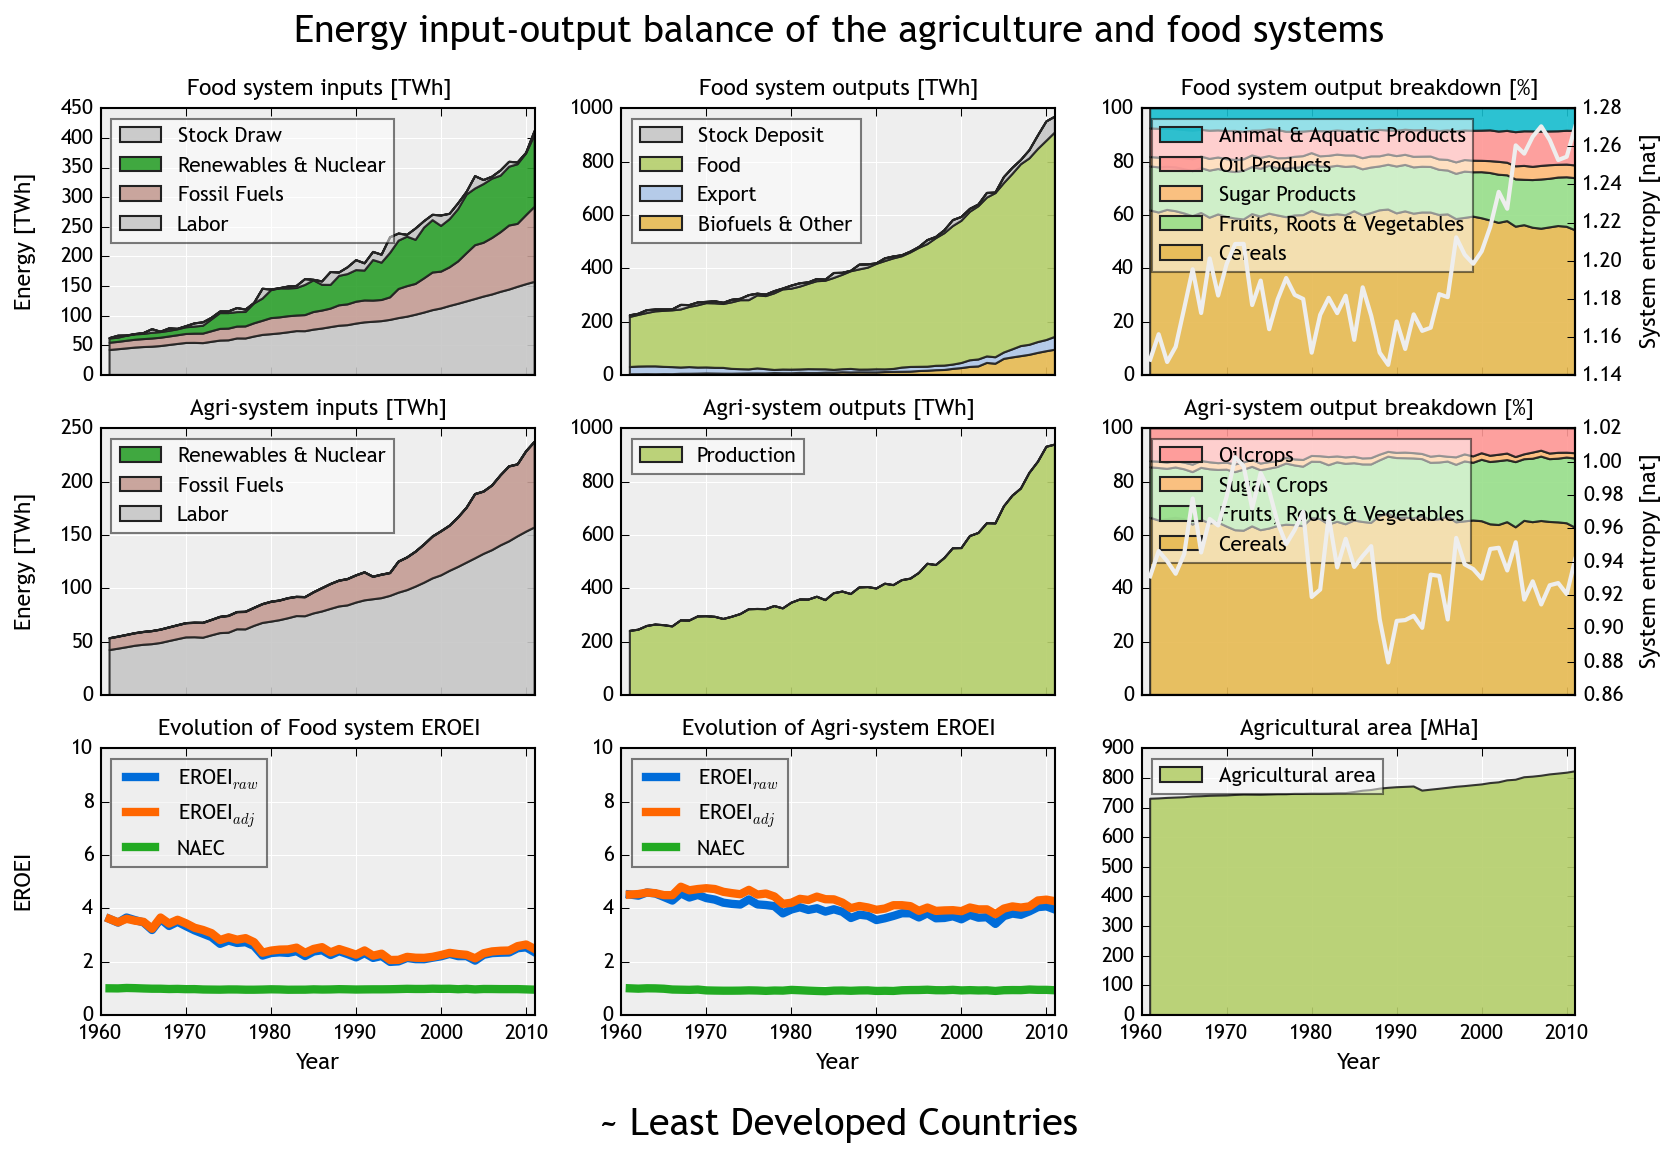 Energy input-output balance of the agriculture and food systems
Food system inputs [TWh]
Energy [TWh]
450
400
350
300
250
200
150
100
50
0
Stock Draw
Renewables & Nuclear
Fossil Fuels
Labor
Food system outputs [TWh]
1000
800
600
400
200
0
Stock Deposit
Food
Export
Biofuels & Other
Food system output breakdown [%]
100
80
60
40
20
0
Animal & Aquatic Products
Oil Products
Sugar Products
Fruits, Roots & Vegetables
Cereals
1.28
1.26
1.24
1.22
1.20
1.18
1.16
1.14
System entropy [nat]
Agri-system inputs [TWh]
Energy [TWh]
250
200
150
100
50
0
Renewables & Nuclear
Fossil Fuels
Labor
Agri-system outputs [TWh]
1000
800
600
400
200
0
Production
Agri-system output breakdown [%]
100
80
60
40
20
0
Oilcrops
Sugar Crops
Fruits, Roots & Vegetables
Cereals
1.02
1.00
0.98
0.96
0.94
0.92
0.90
0.88
0.86
System entropy [nat]
Evolution of Food system EROEI
EROEI
10
8
6
4
2
0
EROEI raw
EROEI adj
NAEC
1960 1970 1980 1990 2000 2010
Year
Evolution of Agri-system EROEI
10
8
6
4
2
0
EROEI raw
EROEI adj
NAEC
1960 1970 1980 1990 2000 2010
Year
Agricultural area [MHa]
900
800
700
600
500
400
300
200
100
0
Agricultural area
1960 1970 1980 1990 2000 2010
Year
~ Least Developed Countries